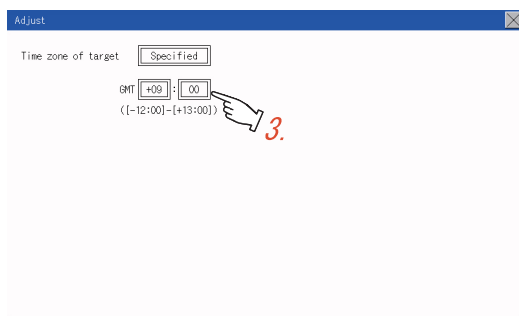 Adjust
Time zone of target Specified
GMT +09 : 00
([-12:00]-[+13:00])
3.